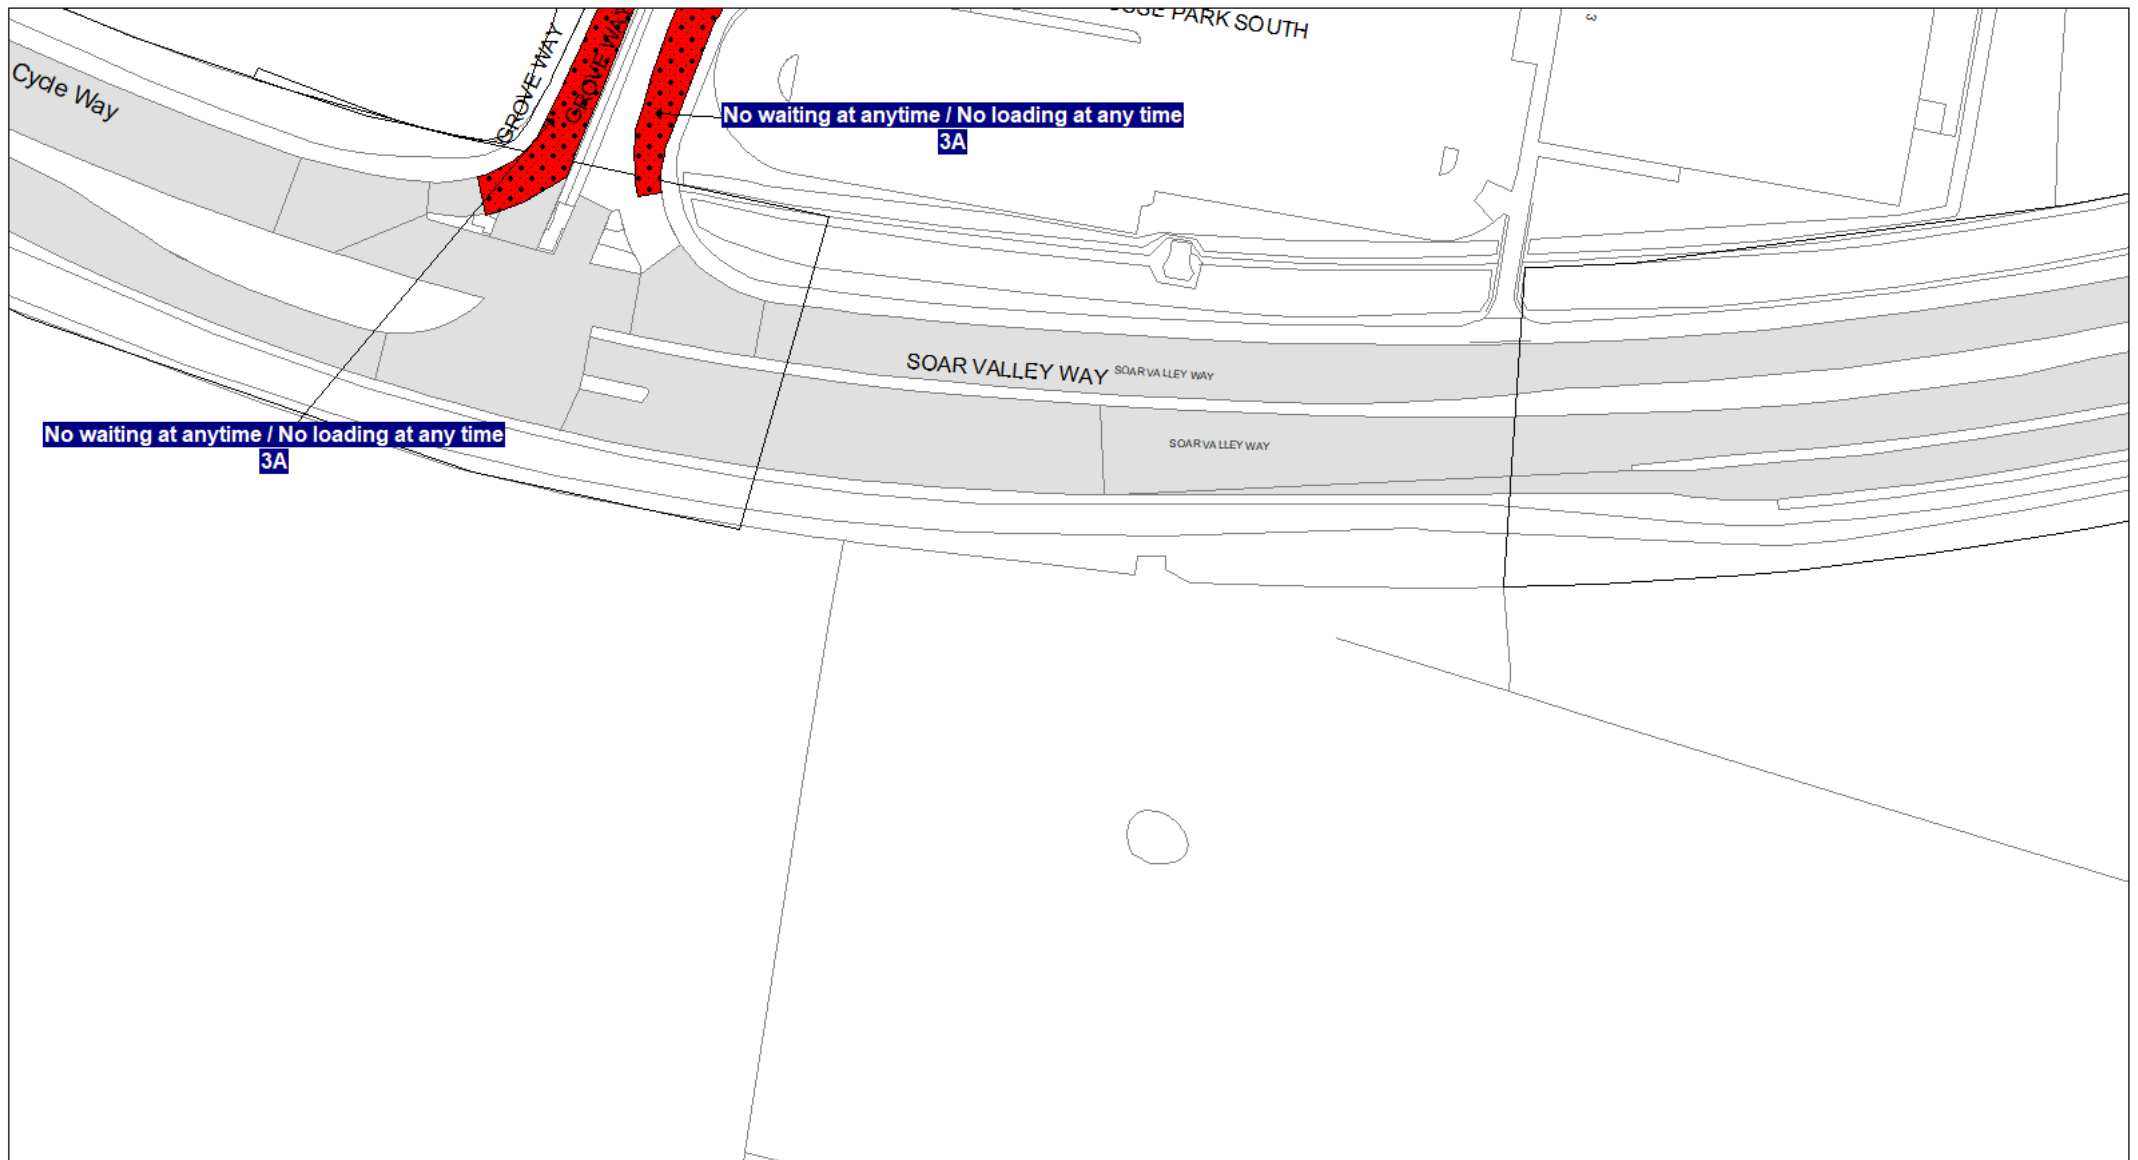 PARK SOUTH
3
Cycle Way
GROVE WAY
GROVE WAY
No waiting at anytime / No loading at any time
3A
SOAR VALLEY WAY
SOAR VALLEY WAY
No waiting at anytime / No loading at any time
3A
SOAR VALLEY WAY